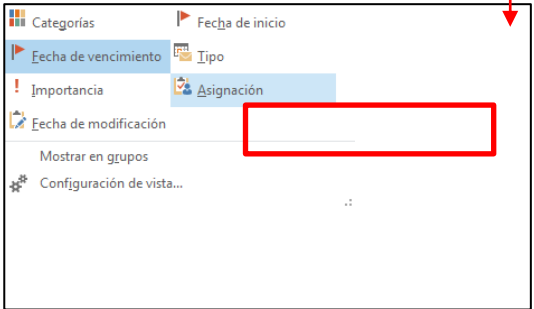 Categorías Fecha de inicio
Fecha de vencimiento Tipo
Importancia Asignación
Fecha de modificación
Mostrar en grupos
Configuración de vista...